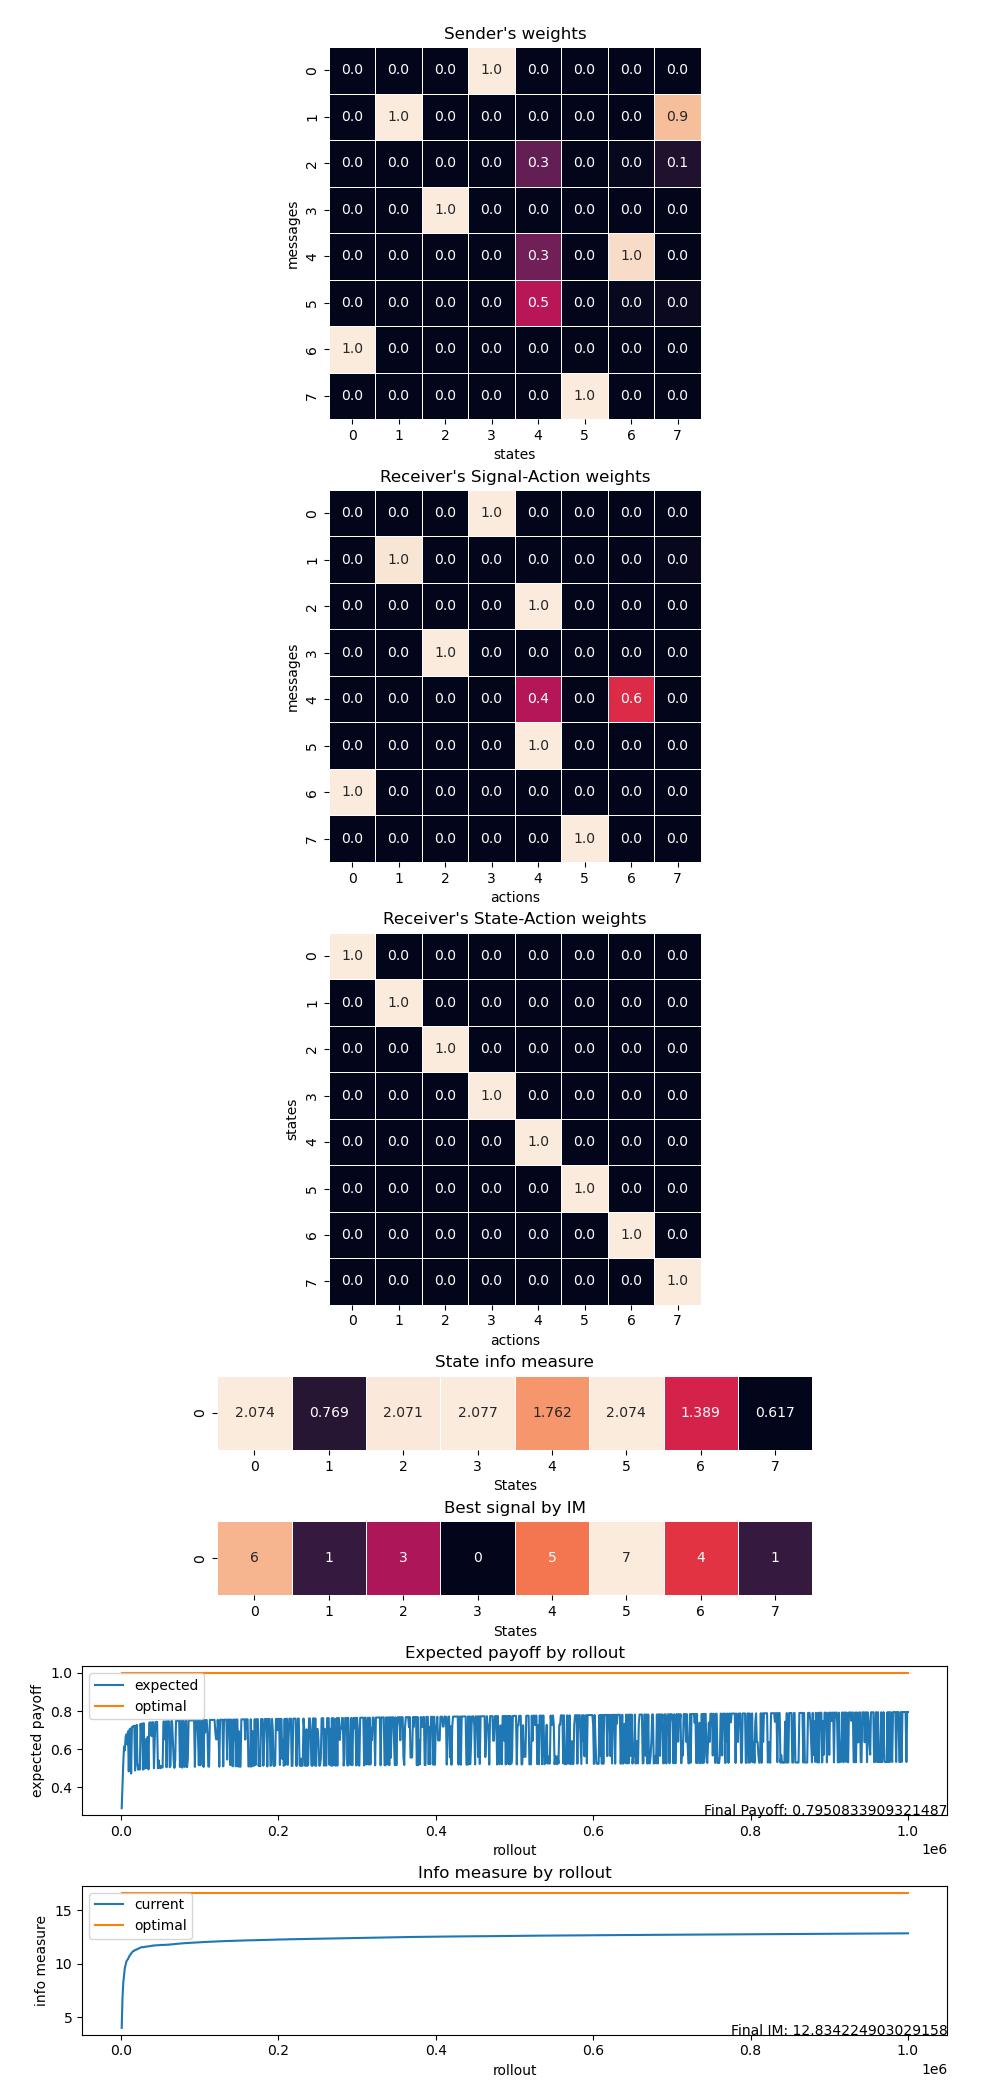 Sender's weights
0 0.0 0.0 0.0 1.0 0.0 0.0 0.0 0.0
1 0.0 1.0 0.0 0.0 0.0 0.0 0.0 0.9
2 0.0 0.0 0.0 0.0 0.3 0.0 0.0 0.1
3 0.0 0.0 1.0 0.0 0.0 0.0 0.0 0.0
4 0.0 0.0 0.0 0.0 0.3 0.0 1.0 0.0
5 0.0 0.0 0.0 0.0 0.5 0.0 0.0 0.0
6 1.0 0.0 0.0 0.0 0.0 0.0 0.0 0.0
7 0.0 0.0 0.0 0.0 0.0 1.0 0.0 0.0
messages
0 1 2 3 4 5 6 7
states
Receiver's Signal-Action weights
0 0.0 0.0 0.0 1.0 0.0 0.0 0.0 0.0
1 0.0 1.0 0.0 0.0 0.0 0.0 0.0 0.0
2 0.0 0.0 0.0 0.0 1.0 0.0 0.0 0.0
3 0.0 0.0 1.0 0.0 0.0 0.0 0.0 0.0
4 0.0 0.0 0.0 0.0 0.4 0.0 0.6 0.0
5 0.0 0.0 0.0 0.0 1.0 0.0 0.0 0.0
6 1.0 0.0 0.0 0.0 0.0 0.0 0.0 0.0
7 0.0 0.0 0.0 0.0 0.0 1.0 0.0 0.0
messages
0 1 2 3 4 5 6 7
actions
Receiver's State-Action weights
0 1.0 0.0 0.0 0.0 0.0 0.0 0.0 0.0
1 0.0 1.0 0.0 0.0 0.0 0.0 0.0 0.0
2 0.0 0.0 1.0 0.0 0.0 0.0 0.0 0.0
3 0.0 0.0 0.0 1.0 0.0 0.0 0.0 0.0
4 0.0 0.0 0.0 0.0 1.0 0.0 0.0 0.0
5 0.0 0.0 0.0 0.0 0.0 1.0 0.0 0.0
6 0.0 0.0 0.0 0.0 0.0 0.0 1.0 0.0
7 0.0 0.0 0.0 0.0 0.0 0.0 0.0 1.0
states
0 1 2 3 4 5 6 7
actions
State info measure
0 2.074 0.769 2.071 2.077 1.762 2.074 1.389 0.617
0 1 2 3 4 5 6 7
States
Best signal by IM
0 6 1 3 0 5 7 4 1
0 1 2 3 4 5 6 7
States
Expected payoff by rollout
expected payoff
1.0
0.8
0.6
0.4
expected
optimal
Final Payoff: 0.7950833909321487
0.0 0.2 0.4 0.6 0.8 1.0
1e6
rollout
Info measure by rollout
info measure
15
10
5
current
optimal
Final IM: 12.834224903029158
0.0 0.2 0.4 0.6 0.8 1.0
1e6
rollout